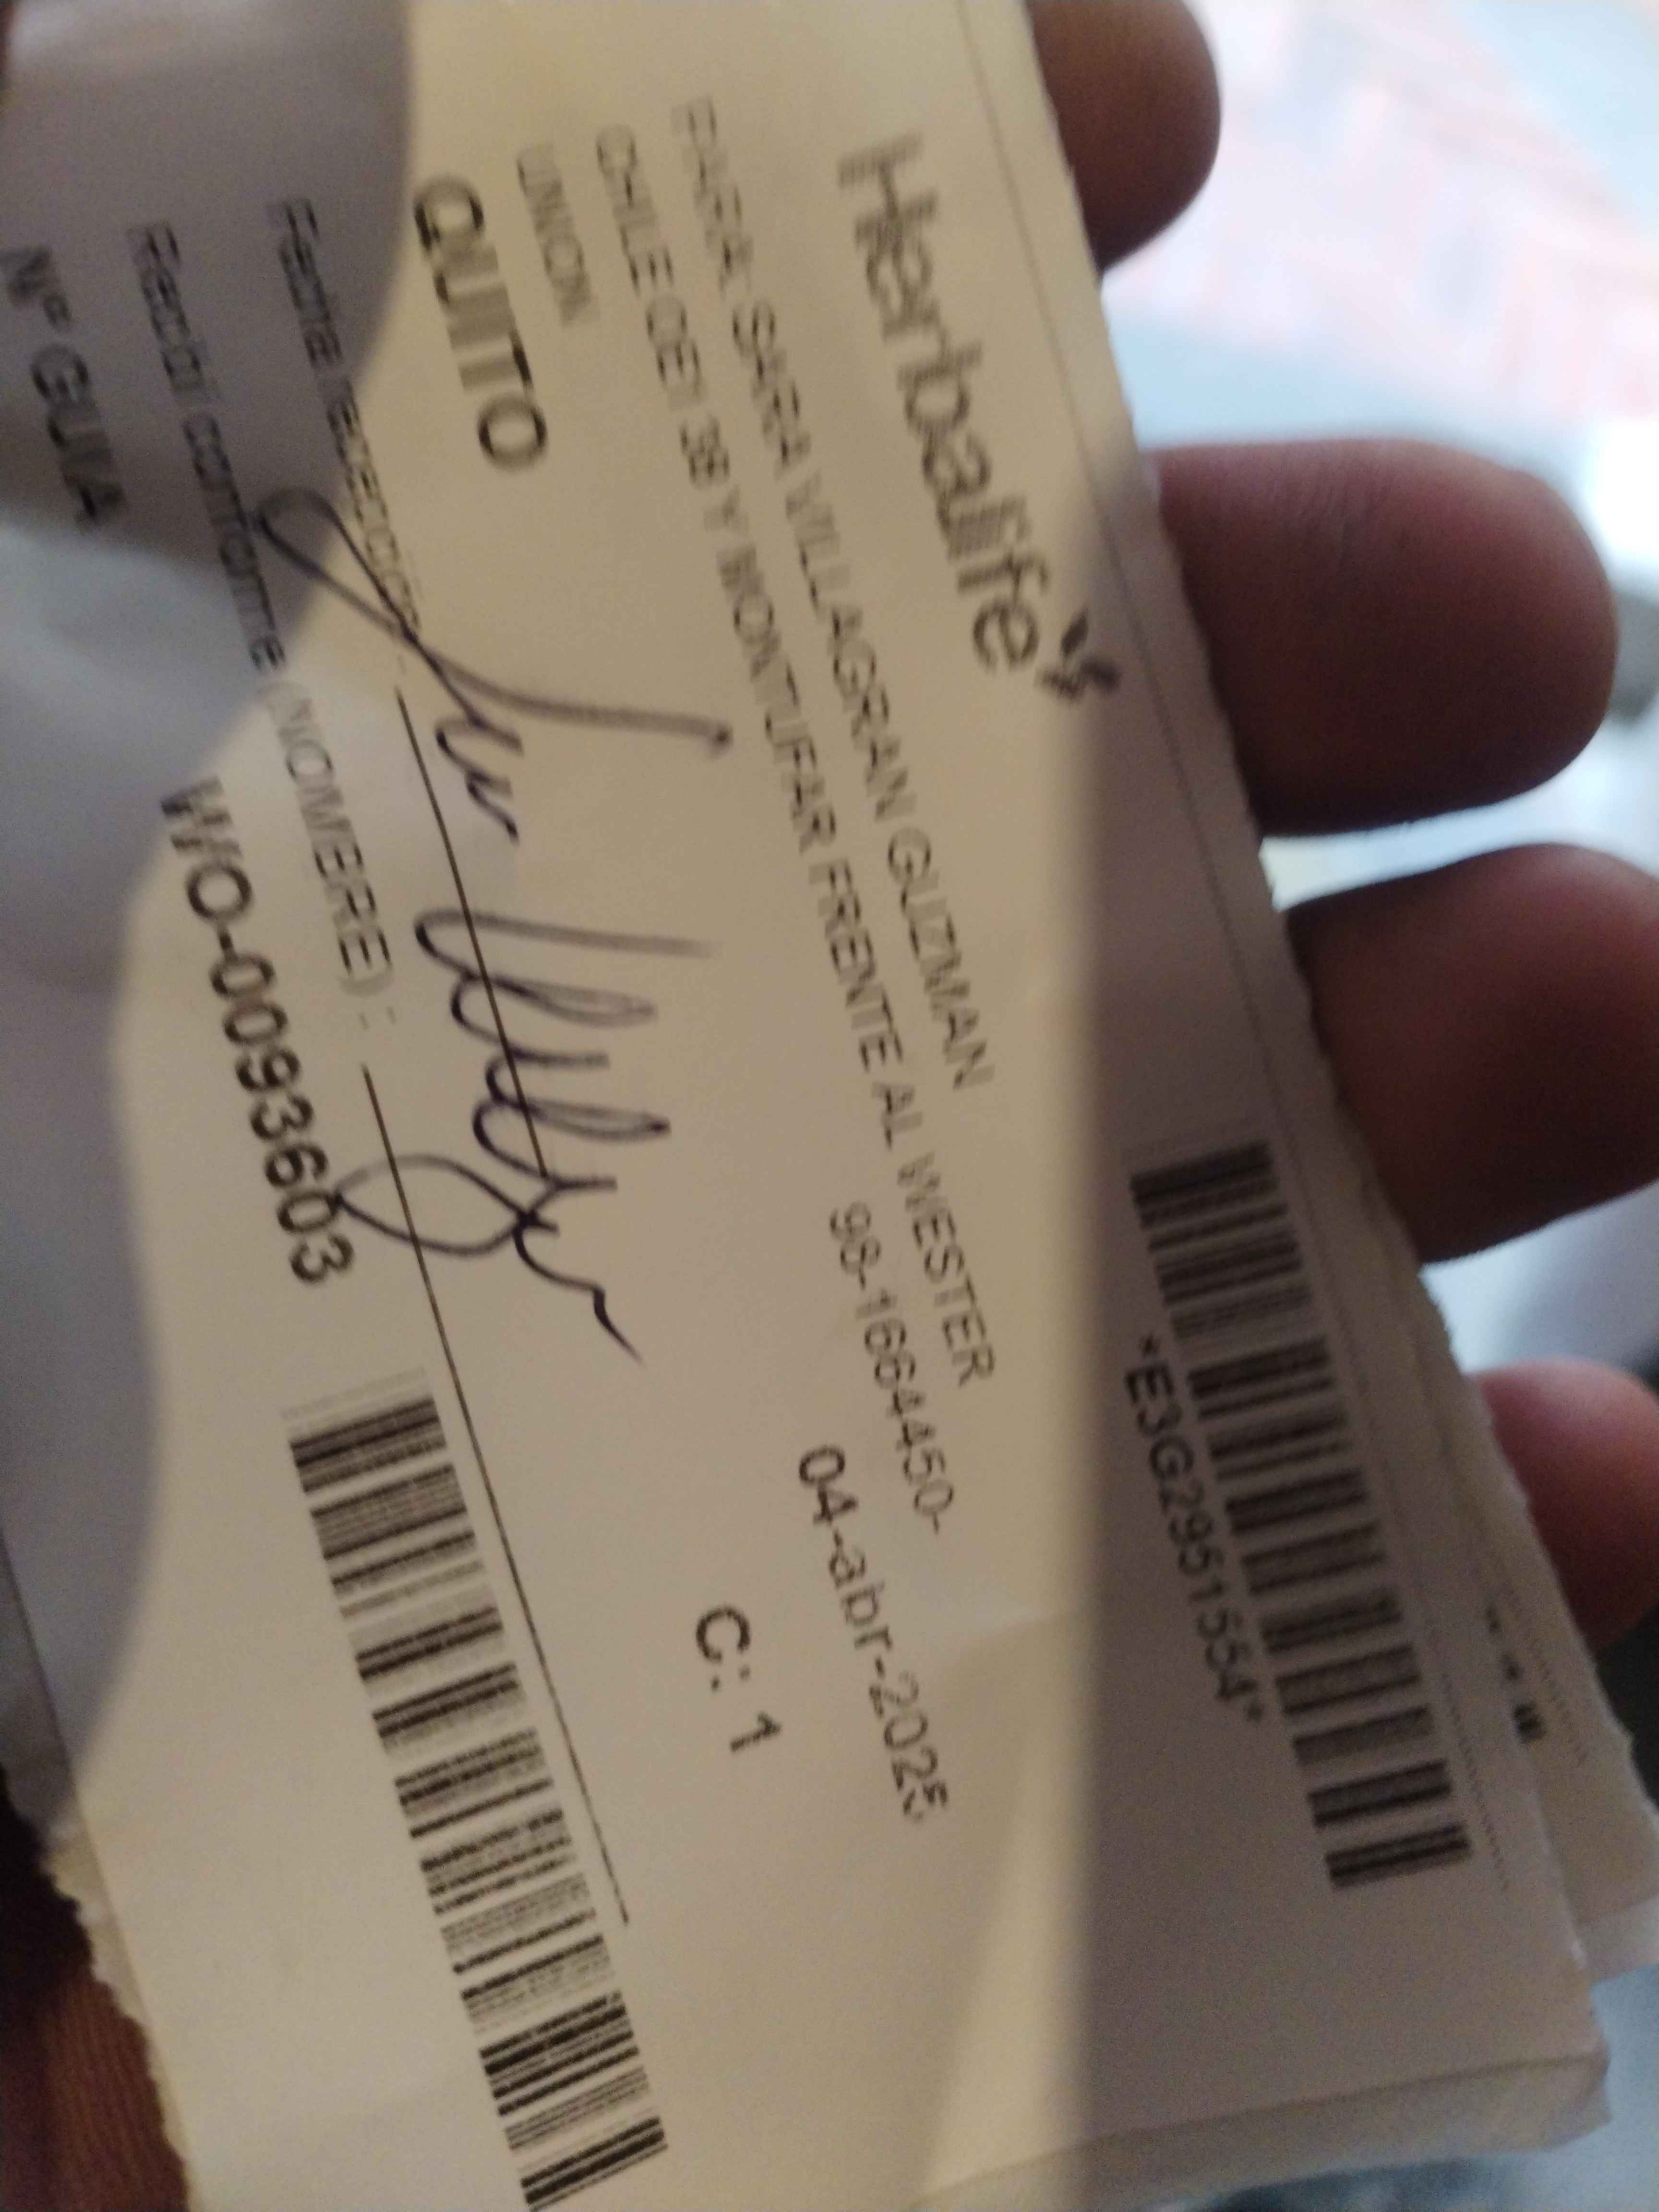 Herbalife
*E3G2951554*
PARA: SARA VILLAGRAN GUZMAN
CHILE OE1 38 Y MONTUFAR FRENTE AL WESTER
UNION
98-1664450-
QUITO
04-abr-2025
C: 1
Fecha recepción:
Recibí conforme (NOMBRE) :
Nº GUIA
WO-00936603